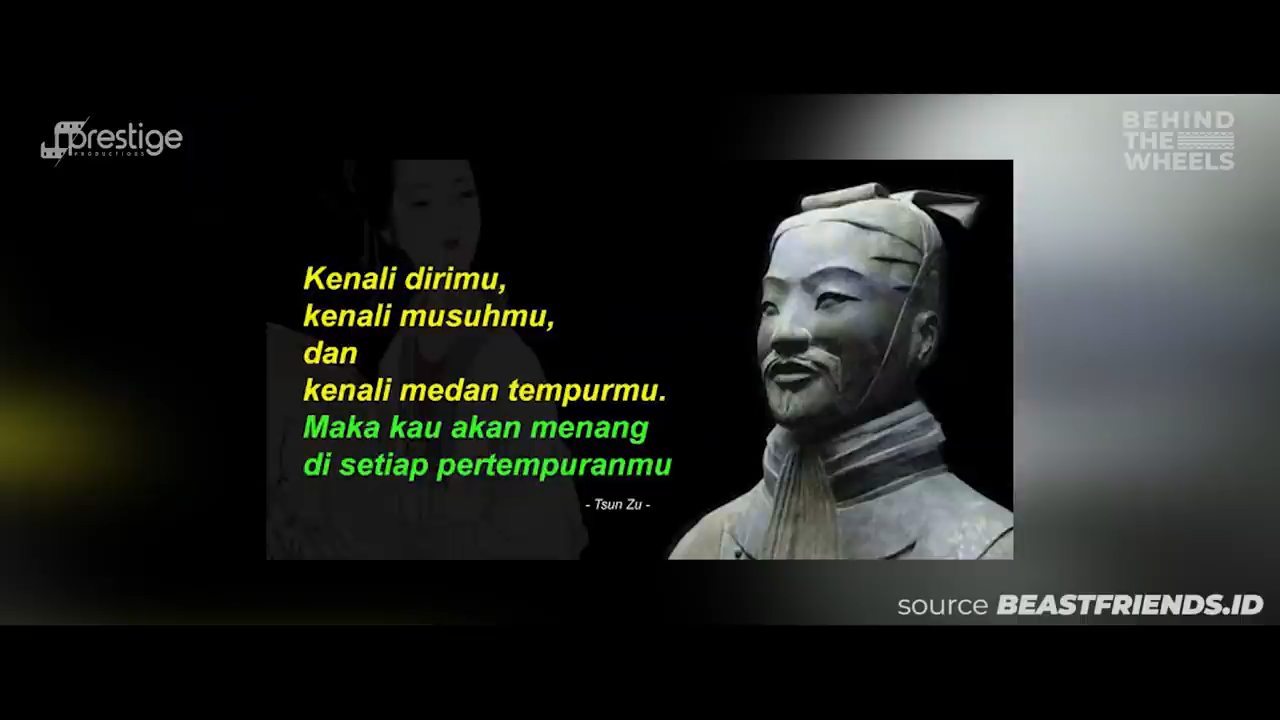 prestige
PRODUCTIONS
BEHIND
THE
WHEELS
Kenali dirimu,
kenali musuhmu,
dan
kenali medan tempurmu.
Maka kau akan menang
di setiap pertempuranmu
- Tsun Zu -
source BEASTFRIENDS.ID